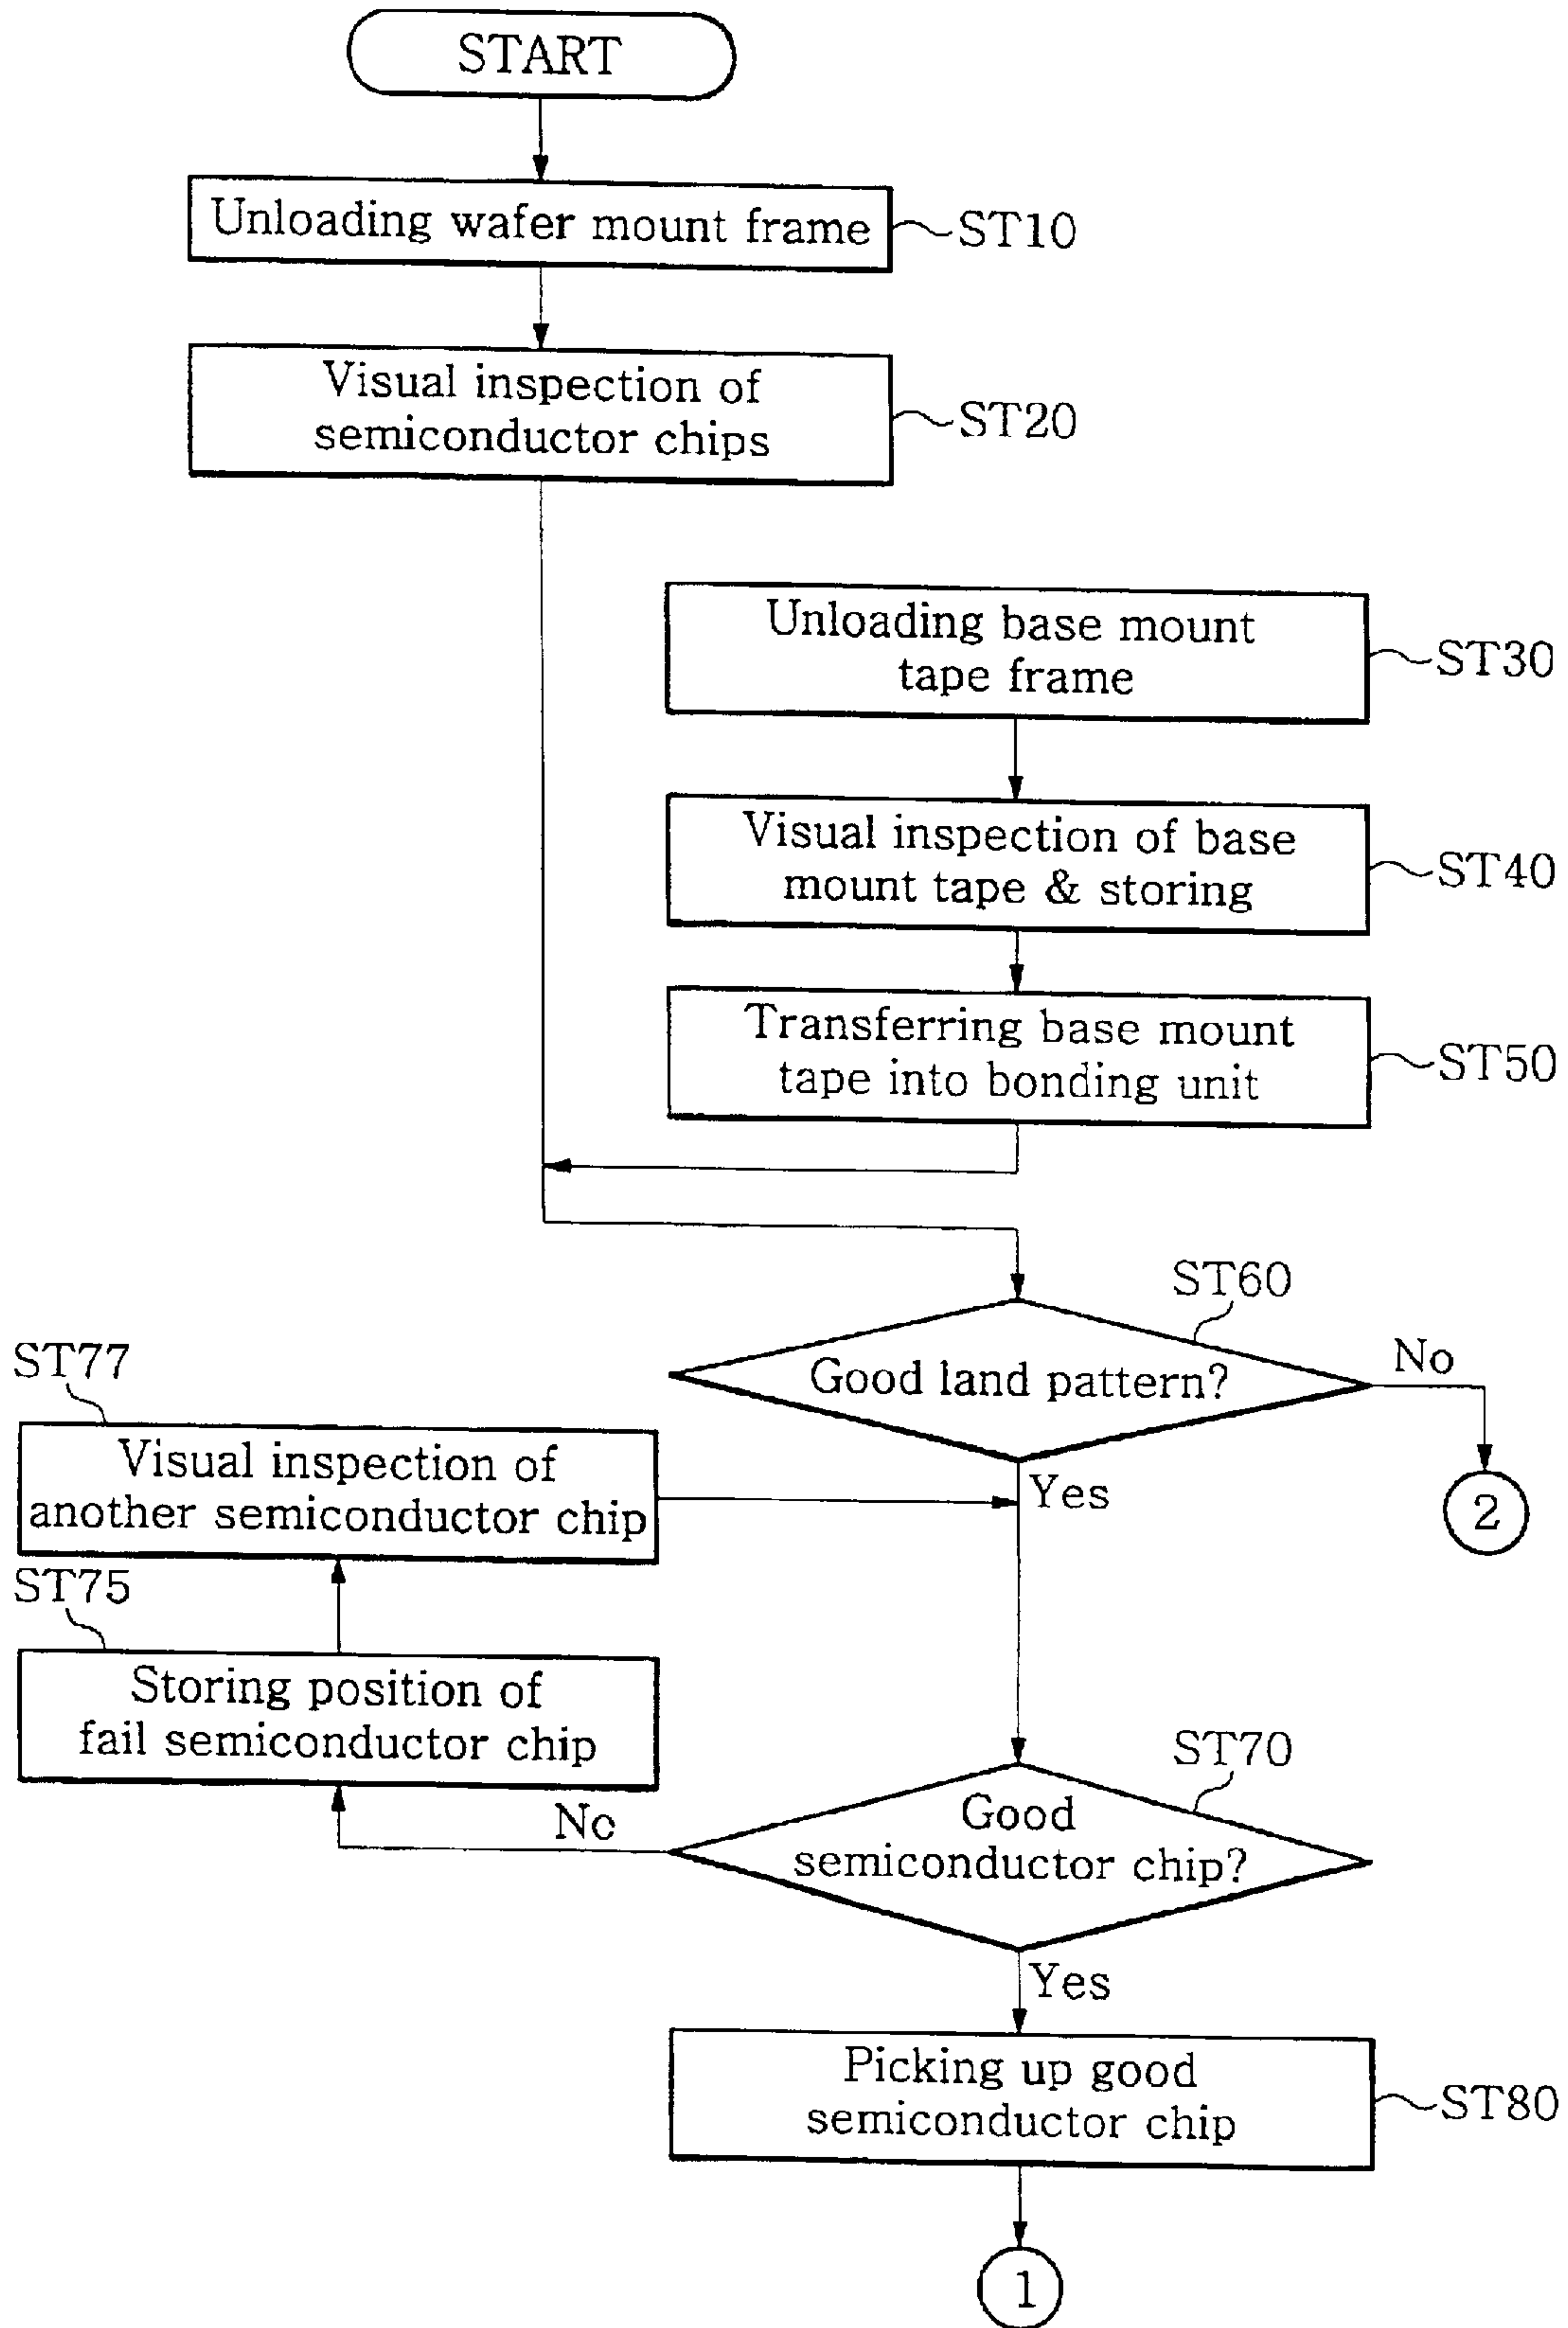 START
Unloading wafer mount frame
ST10
Visual inspection of
semiconductor chips
ST20
Unloading base mount
tape frame
ST30
Visual inspection of base
mount tape & storing
ST40
Transferring base mount
tape into bonding unit
ST50
ST60
Good land pattern?
No
2
Yes
ST77
Visual inspection of
another semiconductor chip
ST75
Storing position of
fail semiconductor chip
ST70
Good
semiconductor chip?
No
Yes
Picking up good
semiconductor chip
ST80
1